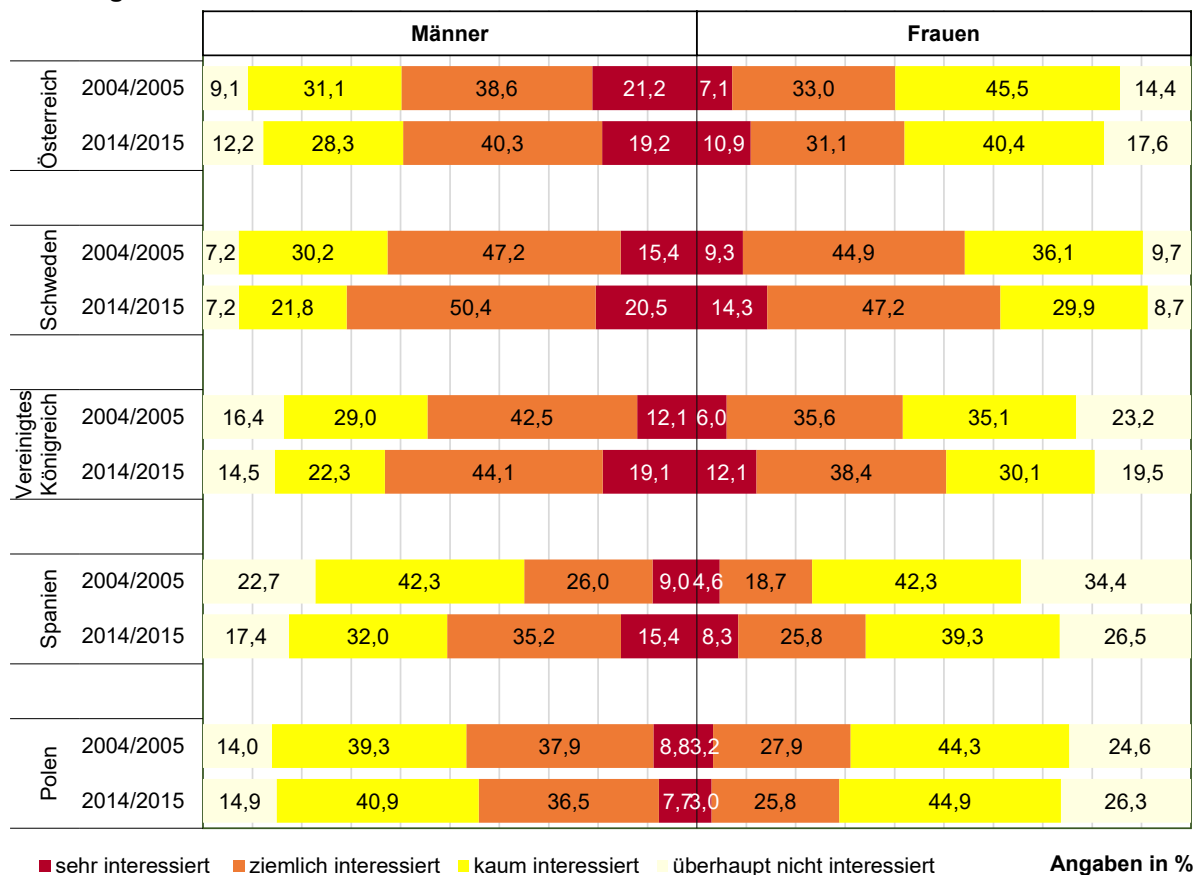 Männer Frauen
Österreich
2004/2005 9,1 31,1 38,6 21,2 7,1 33,0 45,5 14,4
2014/2015 12,2 28,3 40,3 19,2 10,9 31,1 40,4 17,6
Schweden
2004/2005 7,2 30,2 47,2 15,4 9,3 44,9 36,1 9,7
2014/2015 7,2 21,8 50,4 20,5 14,3 47,2 29,9 8,7
Vereinigtes
Königreich
2004/2005 16,4 29,0 42,5 12,1 6,0 35,6 35,1 23,2
2014/2015 14,5 22,3 44,1 19,1 12,1 38,4 30,1 19,5
Spanien
2004/2005 22,7 42,3 26,0 9,0 4,6 18,7 42,3 34,4
2014/2015 17,4 32,0 35,2 15,4 8,3 25,8 39,3 26,5
Polen
2004/2005 14,0 39,3 37,9 8,8 3,2 27,9 44,3 24,6
2014/2015 14,9 40,9 36,5 7,7 3,0 25,8 44,9 26,3
sehr interessiert ziemlich interessiert kaum interessiert überhaupt nicht interessiert Angaben in %